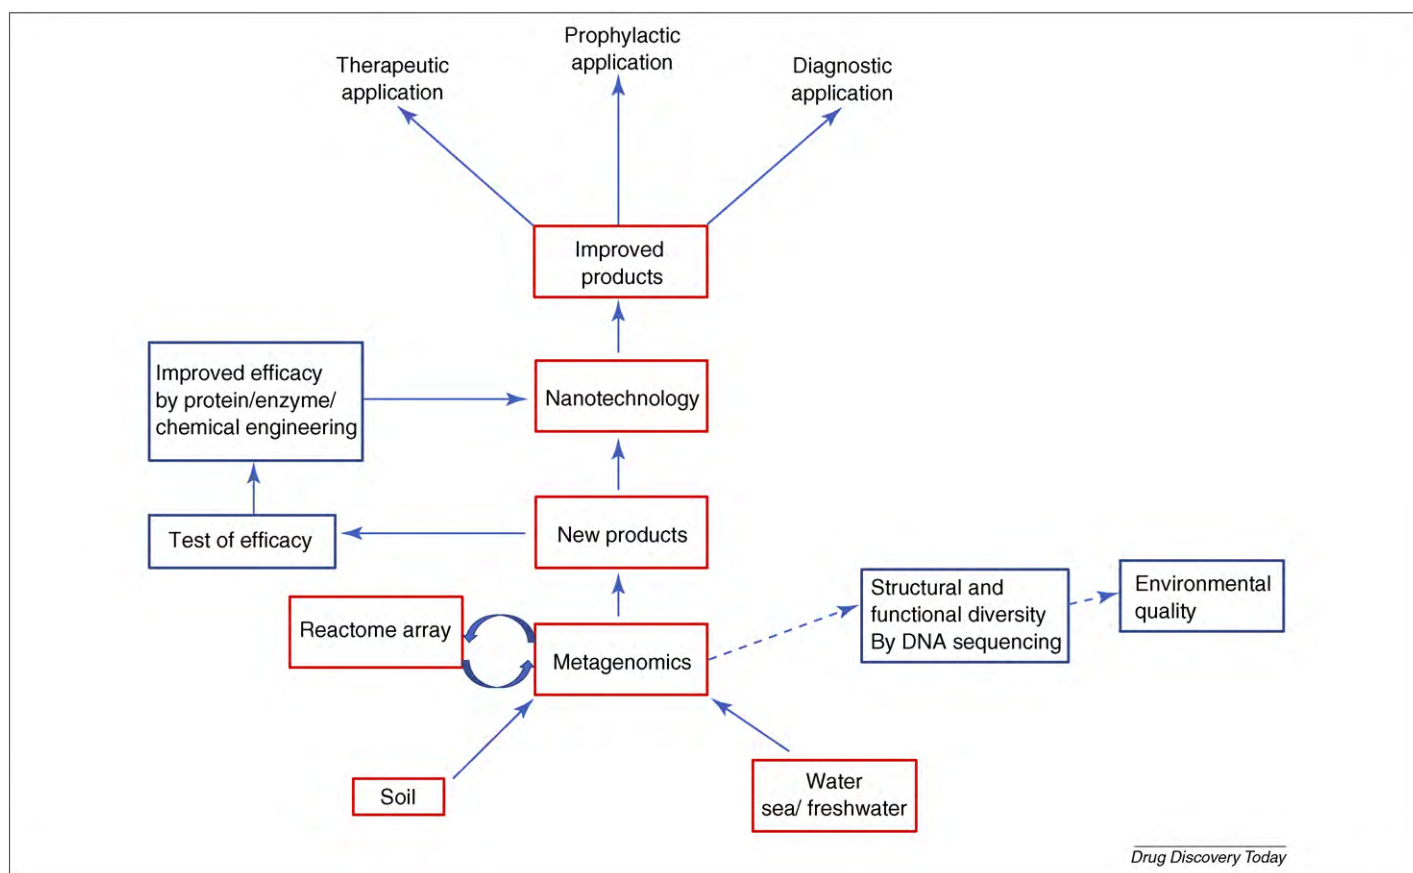 Prophylactic
application
Therapeutic
application
Diagnostic
application
Improved
products
Improved efficacy
by protein/enzyme/
chemical engineering
Nanotechnology
Test of efficacy
New products
Reactome array
Metagenomics
Structural and
functional diversity
By DNA sequencing
Environmental
quality
Soil
Water
sea/ freshwater
Drug Discovery Today